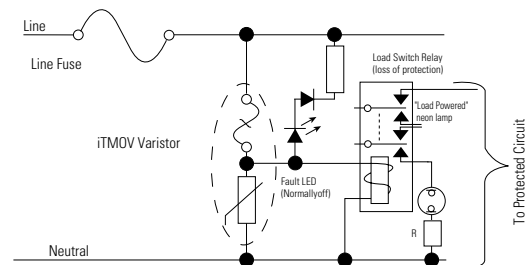 Line
Line Fuse
iTMOV Varistor
Load Switch Relay
(loss of protection)
"Load Powered"
neon lamp
Fault LED
(Normallyoff)
R
Neutral
To Protected Circuit